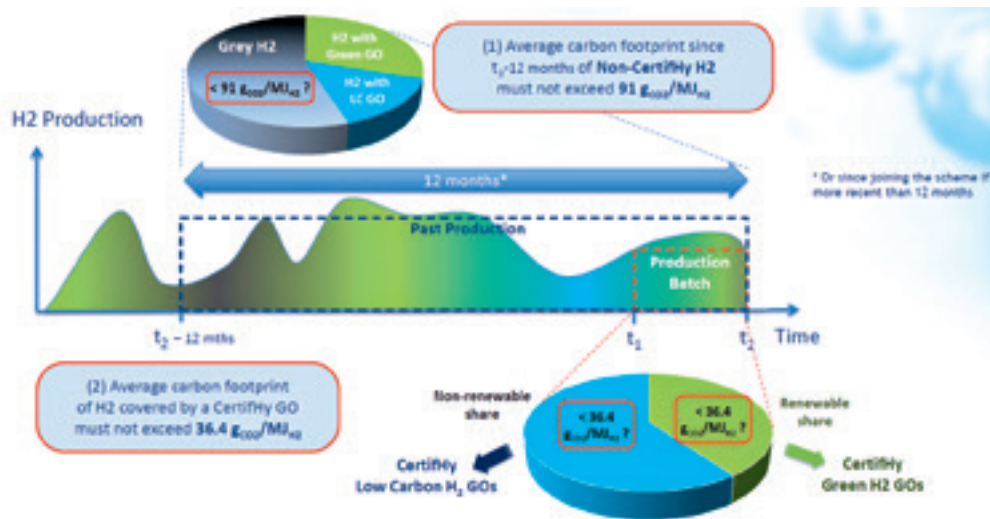 Grey H2
H2 with
Green GO
H2 with
LC GO
< 91 gCO2/MJH2 ?
(1) Average carbon footprint since
t2-12 months of Non-CertifHy H2
must not exceed 91 gCO2/MJH2
H2 Production
12 months*
* Or since joining the scheme if
more recent than 12 months
Past Production
Production
Batch
t2 – 12 mths
t1
t2
Time
(2) Average carbon footprint
of H2 covered by a CertifHy GO
must not exceed 36.4 gCO2/MJH2
Non-renewable
share
< 36.4
gCO2/MJH2 ?
< 36.4
gCO2/MJH2 ?
Renewable
share
CertifHy
Low Carbon H2 GOs
CertifHy
Green H2 GOs